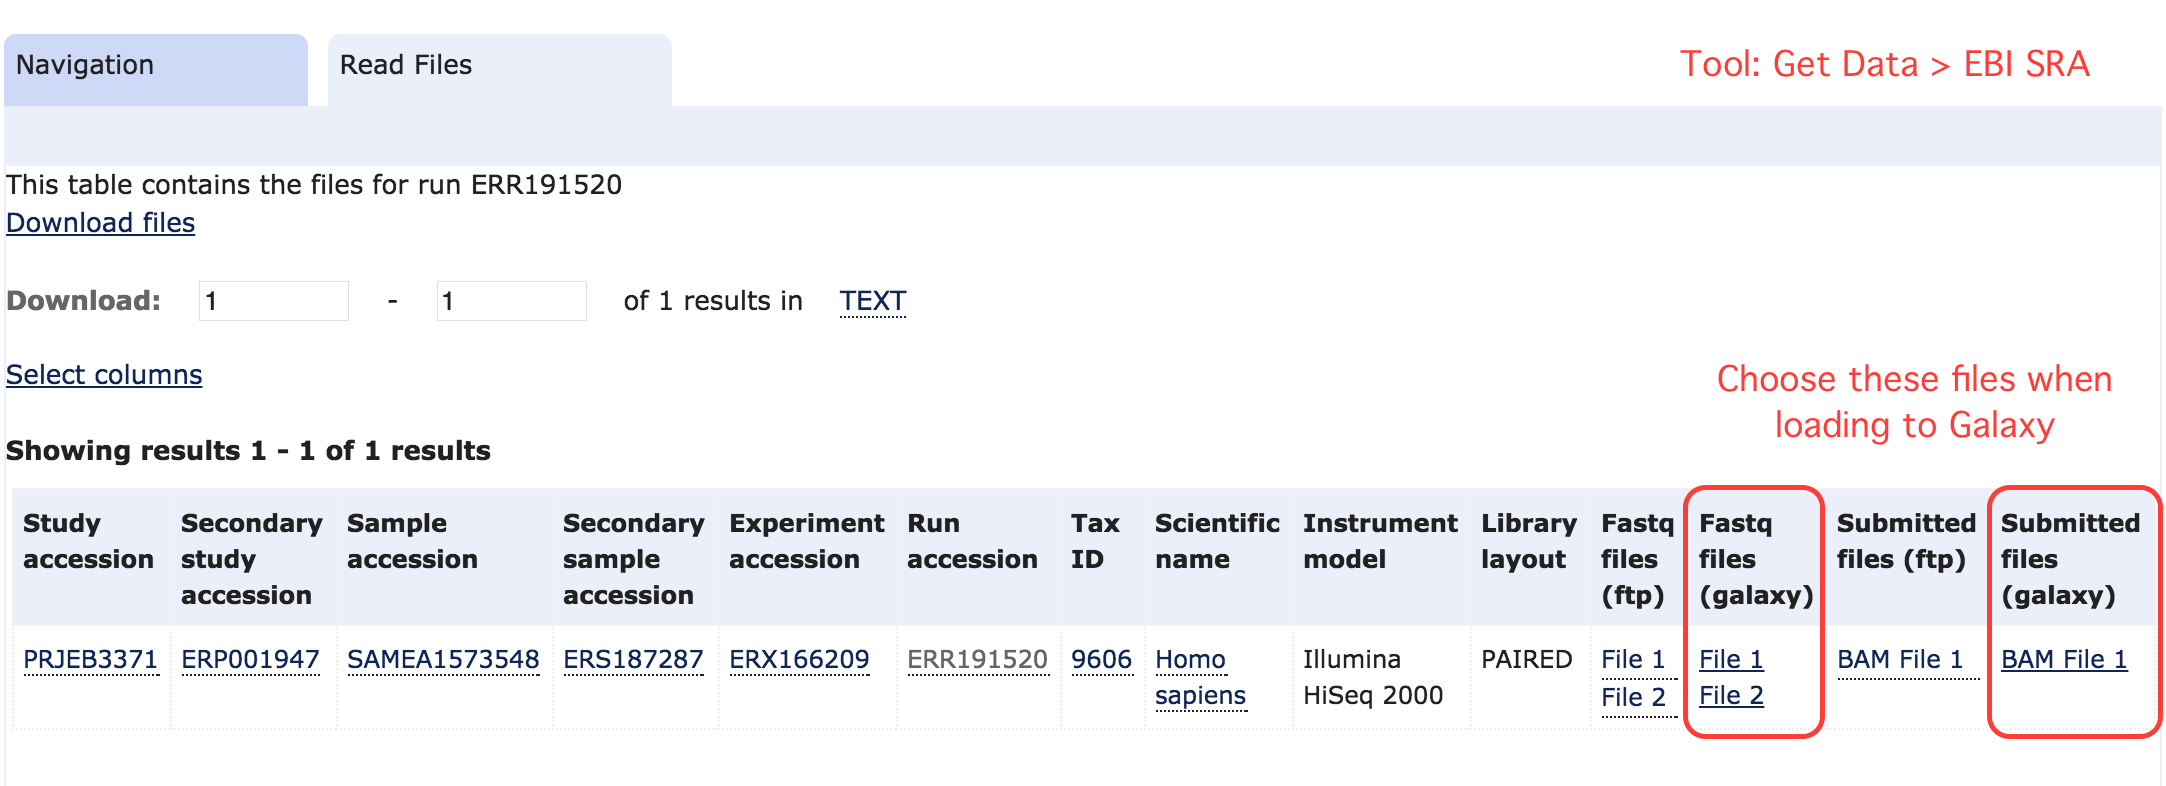 Navigation
Read Files
Tool: Get Data > EBI SRA
This table contains the files for run ERR191520
Download files
Download: 1 - 1 of 1 results in TEXT
Select columns
Choose these files when
loading to Galaxy
Showing results 1 - 1 of 1 results
Study accession
Secondary study accession
Sample accession
Secondary sample accession
Experiment accession
Run accession
Tax ID
Scientific name
Instrument model
Library layout
Fastq files (ftp)
Fastq files (galaxy)
Submitted files (ftp)
Submitted files (galaxy)
PRJEB3371
ERP001947
SAMEA1573548
ERS187287
ERX166209
ERR191520
9606
Homo sapiens
Illumina HiSeq 2000
PAIRED
File 1
File 2
File 1
File 2
BAM File 1
BAM File 1